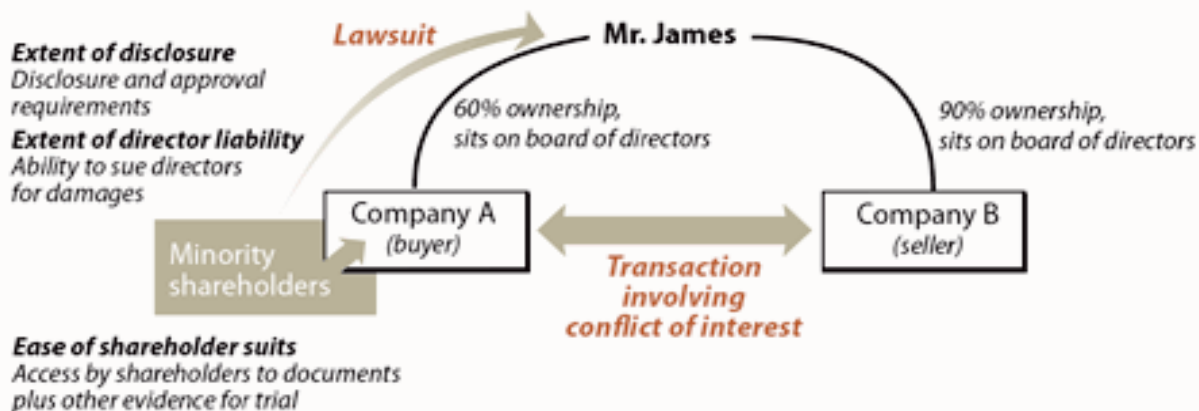 Lawsuit
Mr. James
Extent of disclosure
Disclosure and approval
requirements
Extent of director liability
Ability to sue directors
for damages
60% ownership,
sits on board of directors
90% ownership,
sits on board of directors
Company A
(buyer)
Company B
(seller)
Minority
shareholders
Transaction
involving
conflict of interest
Ease of shareholder suits
Access by shareholders to documents
plus other evidence for trial